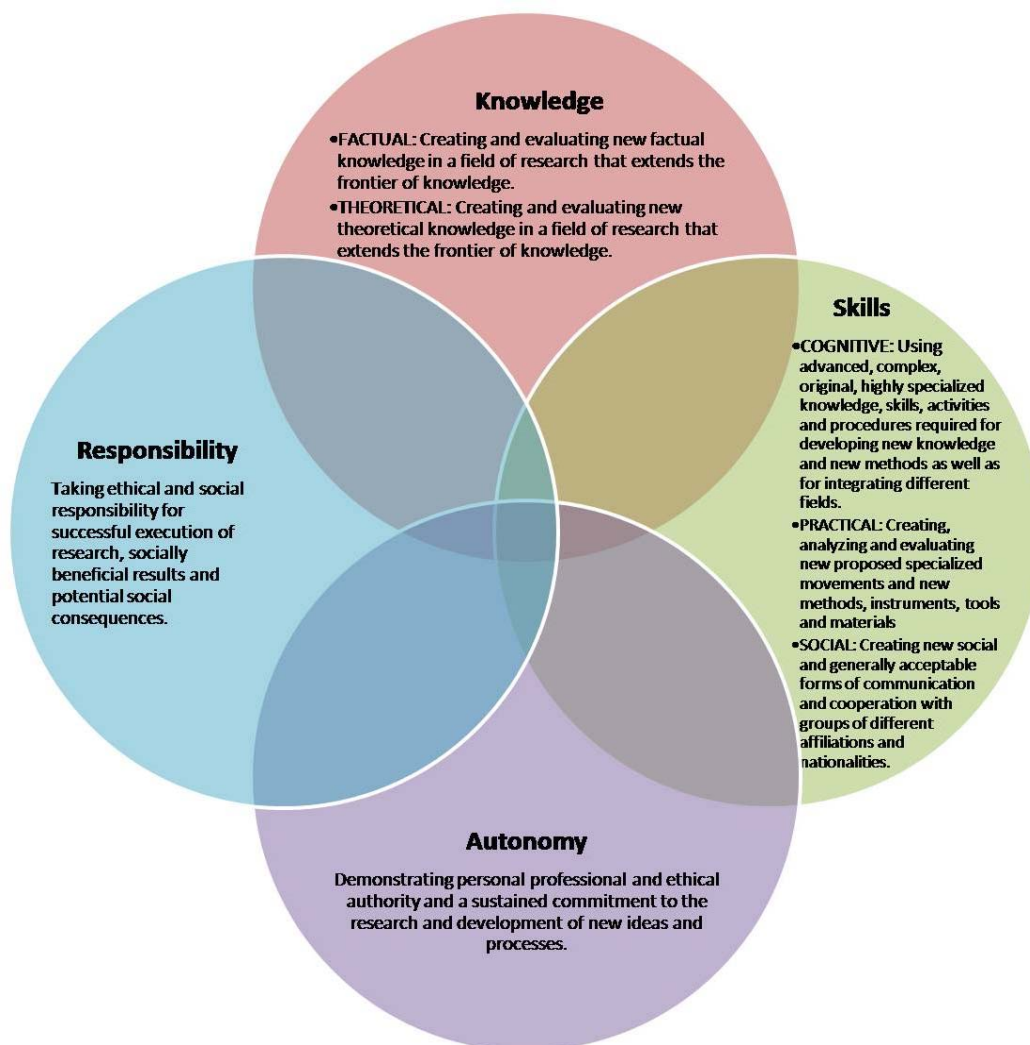 Knowledge
•FACTUAL: Creating and evaluating new factual
knowledge in a field of research that extends the
frontier of knowledge.
•THEORETICAL: Creating and evaluating new
theoretical knowledge in a field of research that
extends the frontier of knowledge.
Skills
•COGNITIVE: Using
advanced, complex,
original, highly specialized
knowledge, skills, activities
and procedures required for
developing new knowledge
and new methods as well as
for integrating different
fields.
•PRACTICAL: Creating,
analyzing and evaluating
new proposed specialized
movements and new
methods, instruments, tools
and materials
•SOCIAL: Creating new social
and generally acceptable
forms of communication
and cooperation with
groups of different
affiliations and
nationalities.
Responsibility
Taking ethical and social
responsibility for
successful execution of
research, socially
beneficial results and
potential social
consequences.
Autonomy
Demonstrating personal professional and ethical
authority and a sustained commitment to the
research and development of new ideas and
processes.